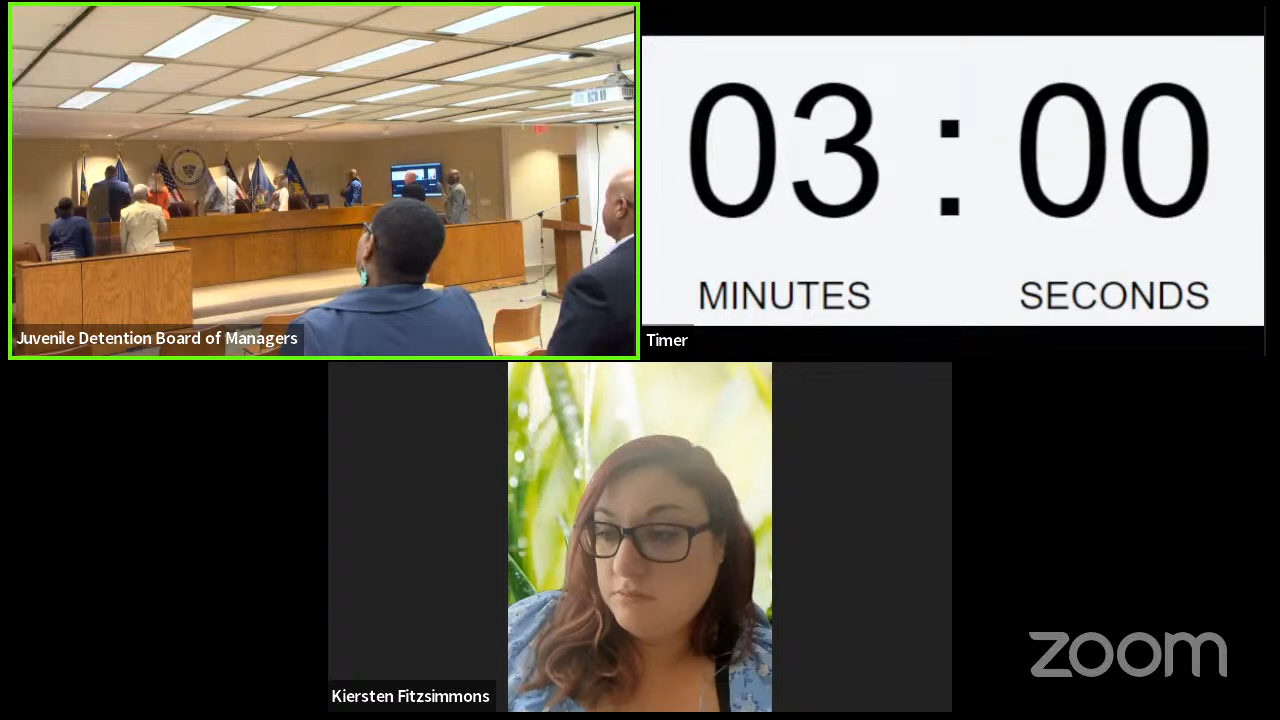 03 : 00
MINUTES SECONDS
Juvenile Detention Board of Managers
Timer
Kiersten Fitzsimmons
zoom